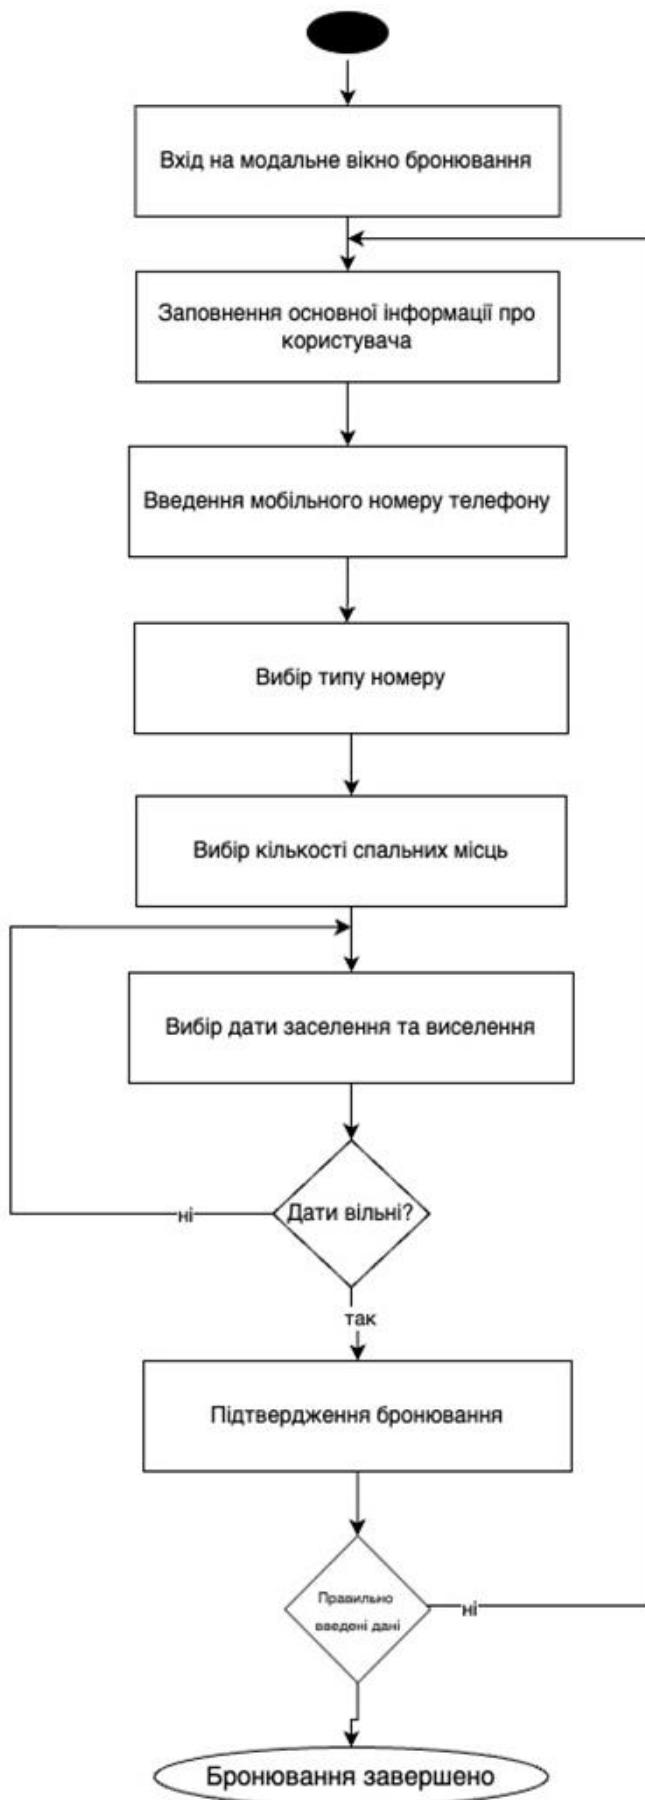 Вхід на модальне вікно бронювання
Заповнення основної інформації про
користувача
Введення мобільного номеру телефону
Вибір типу номеру
Вибір кількості спальних місць
Вибір дати заселення та виселення
Дати вільні?
ні
так
Підтвердження бронювання
Правильно
введені дані
ні
Бронювання завершено